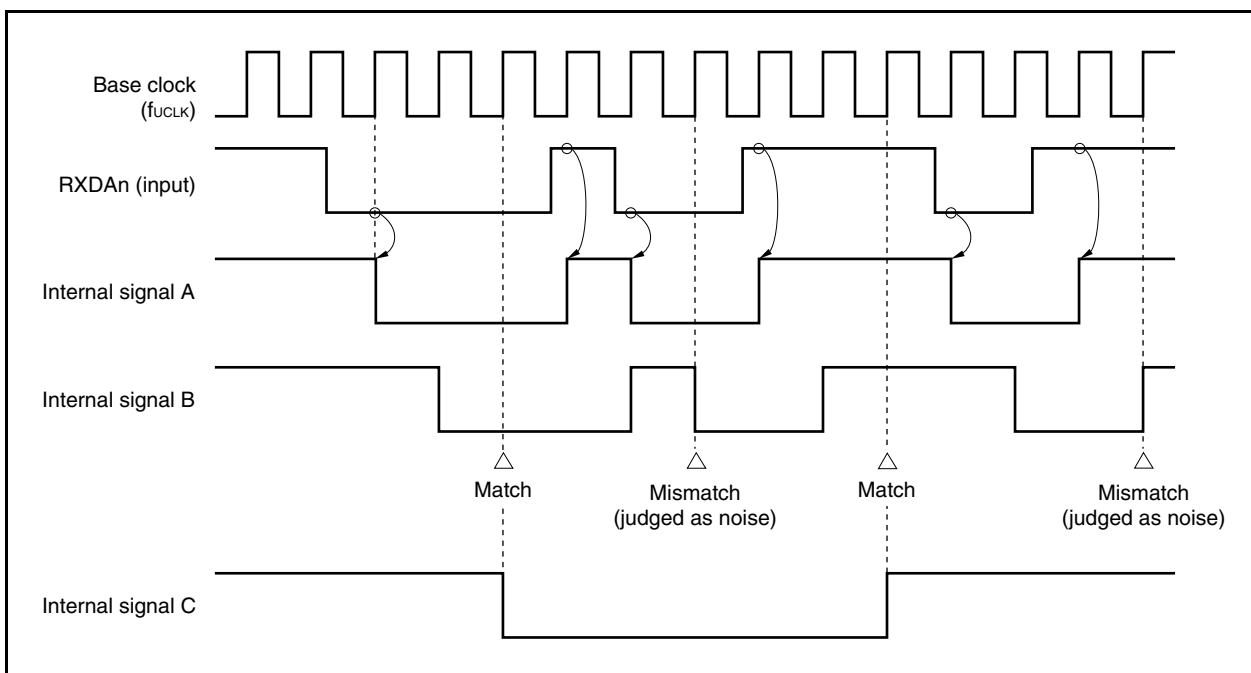 Base clock
(fUCLK)
RXDAn (input)
Internal signal A
Internal signal B
Match
Mismatch
(judged as noise)
Match
Mismatch
(judged as noise)
Internal signal C